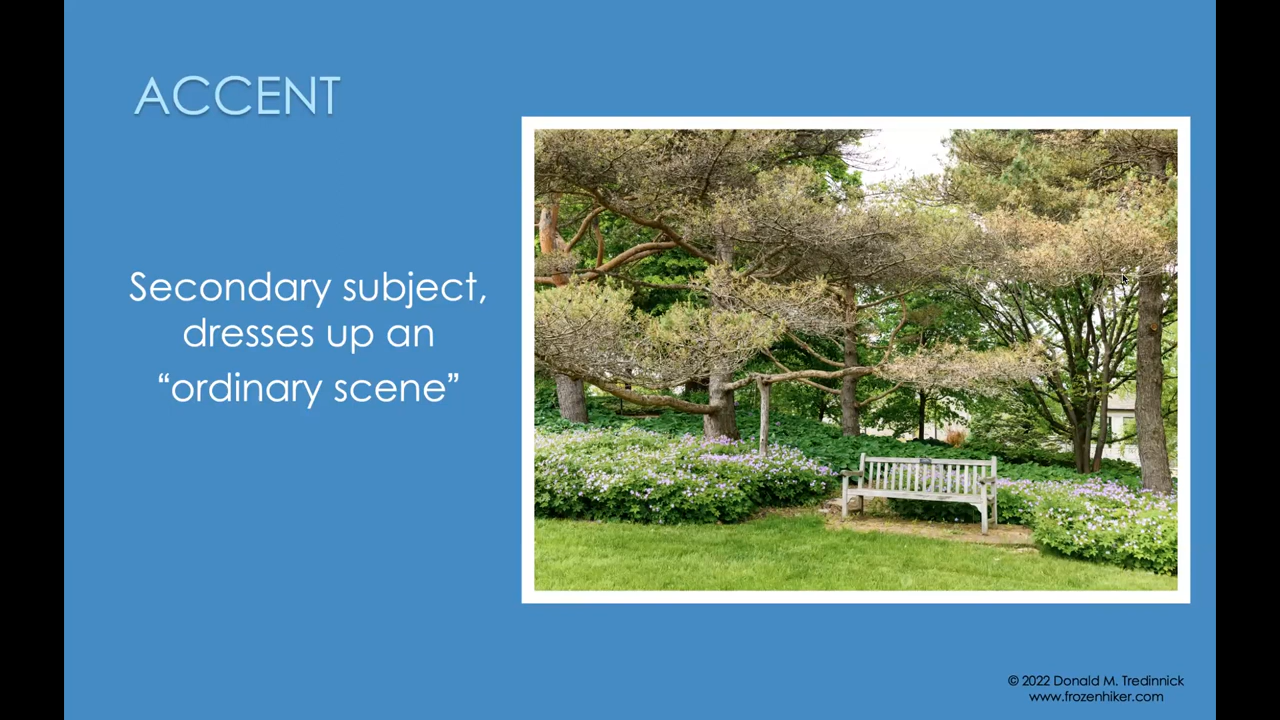 ACCENT
Secondary subject,
dresses up an
“ordinary scene”
© 2022 Donald M. Tredinnick
www.frozenhiker.com